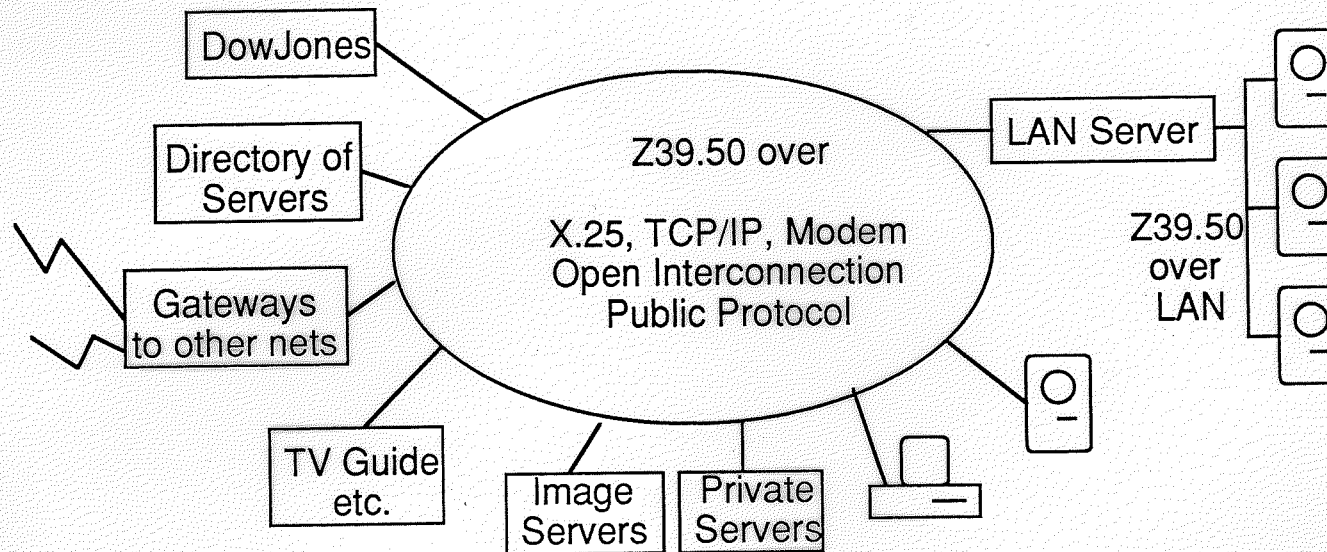 DowJones
Directory of
Servers
Gateways
to other nets
TV Guide
etc.
Image
Servers
Private
Servers
Z39.50 over
X.25, TCP/IP, Modem
Open Interconnection
Public Protocol
LAN Server
Z39.50
over
LAN